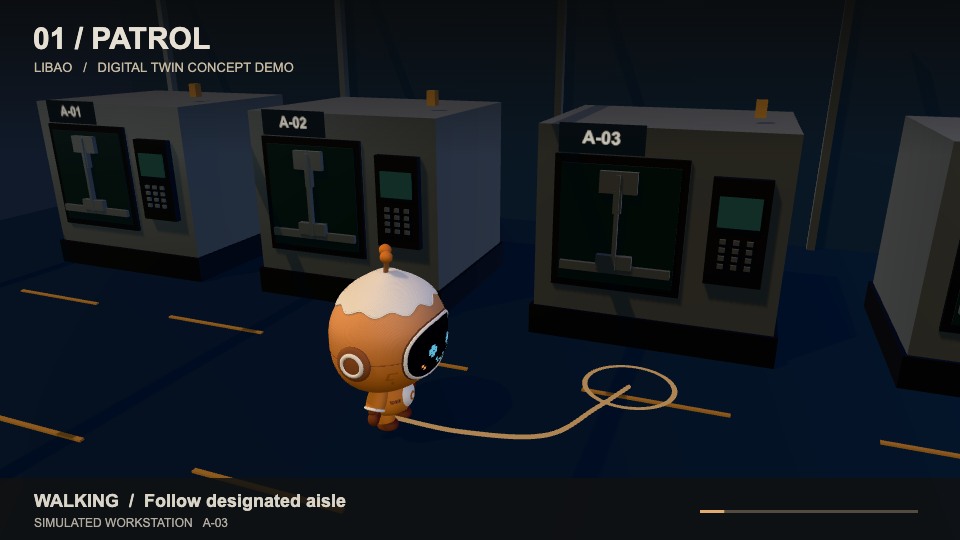 01 / PATROL
LIBAO / DIGITAL TWIN CONCEPT DEMO
A-01
A-02
A-03
WALKING / Follow designated aisle
SIMULATED WORKSTATION A-03